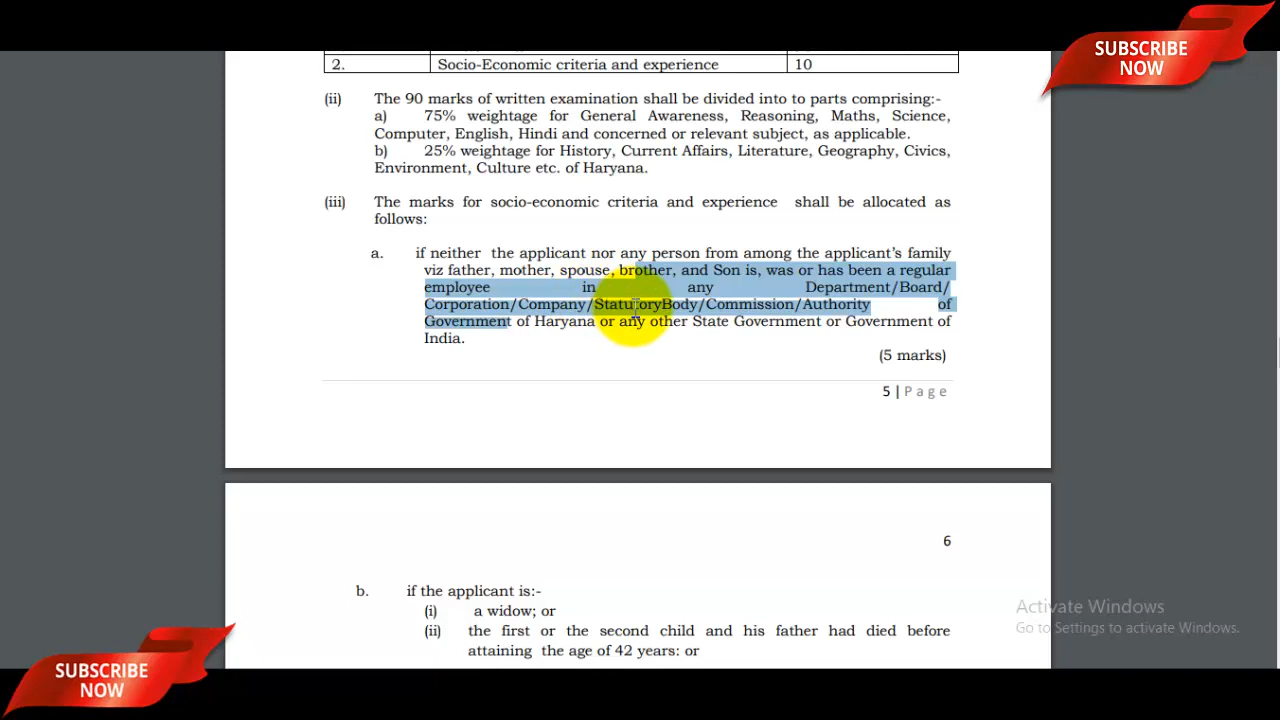 SUBSCRIBE
NOW
2. Socio-Economic criteria and experience 10
(ii) The 90 marks of written examination shall be divided into to parts comprising:-
a) 75% weightage for General Awareness, Reasoning, Maths, Science,
Computer, English, Hindi and concerned or relevant subject, as applicable.
b) 25% weightage for History, Current Affairs, Literature, Geography, Civics,
Environment, Culture etc. of Haryana.
(iii) The marks for socio-economic criteria and experience shall be allocated as
follows:
a. if neither the applicant nor any person from among the applicant's family
viz father, mother, spouse, brother, and Son is, was or has been a regular
employee in any Department/Board/
Corporation/Company/StatutoryBody/Commission/Authority of
Government of Haryana or any other State Government or Government of
India.
(5 marks)
5 | Page
6
b. if the applicant is:-
(i) a widow; or
(ii) the first or the second child and his father had died before
attaining the age of 42 years: or
Activate Windows
Go to Settings to activate Windows.
SUBSCRIBE
NOW